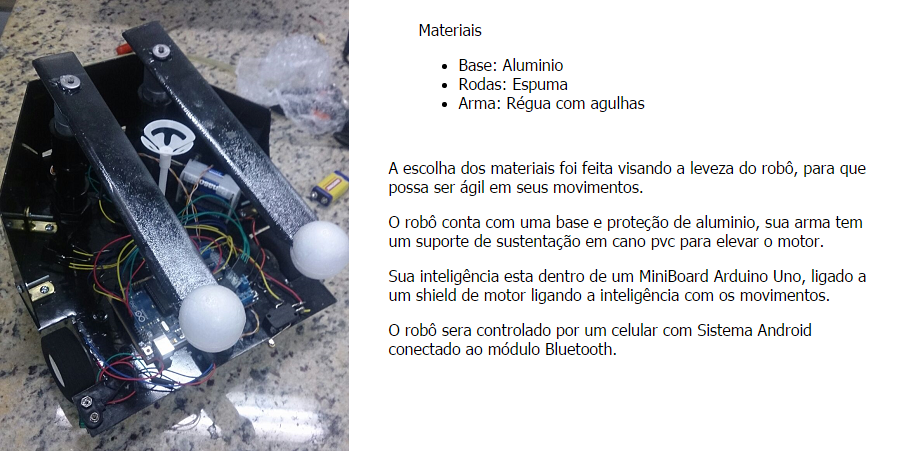 Materiais
Base: Aluminio
Rodas: Espuma
Arma: Régua com agulhas
A escolha dos materiais foi feita visando a leveza do robô, para que
possa ser ágil em seus movimentos.
O robô conta com uma base e proteção de aluminio, sua arma tem
um suporte de sustentação em cano pvc para elevar o motor.
Sua inteligência esta dentro de um MiniBoard Arduino Uno, ligado a
um shield de motor ligando a inteligência com os movimentos.
O robô sera controlado por um celular com Sistema Android
conectado ao módulo Bluetooth.